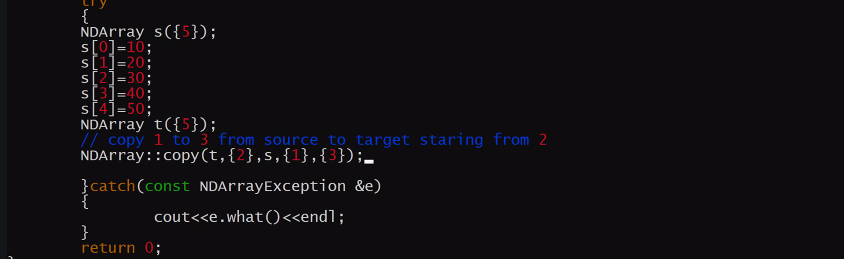 try
{
NDArray s({5});
s[0]=10;
s[1]=20;
s[2]=30;
s[3]=40;
s[4]=50;
NDArray t({5});
// copy 1 to 3 from source to target staring from 2
NDArray::copy(t,{2},s,{1},{3});
}catch(const NDArrayException &e)
{
cout<<e.what()<<endl;
}
return 0;
}